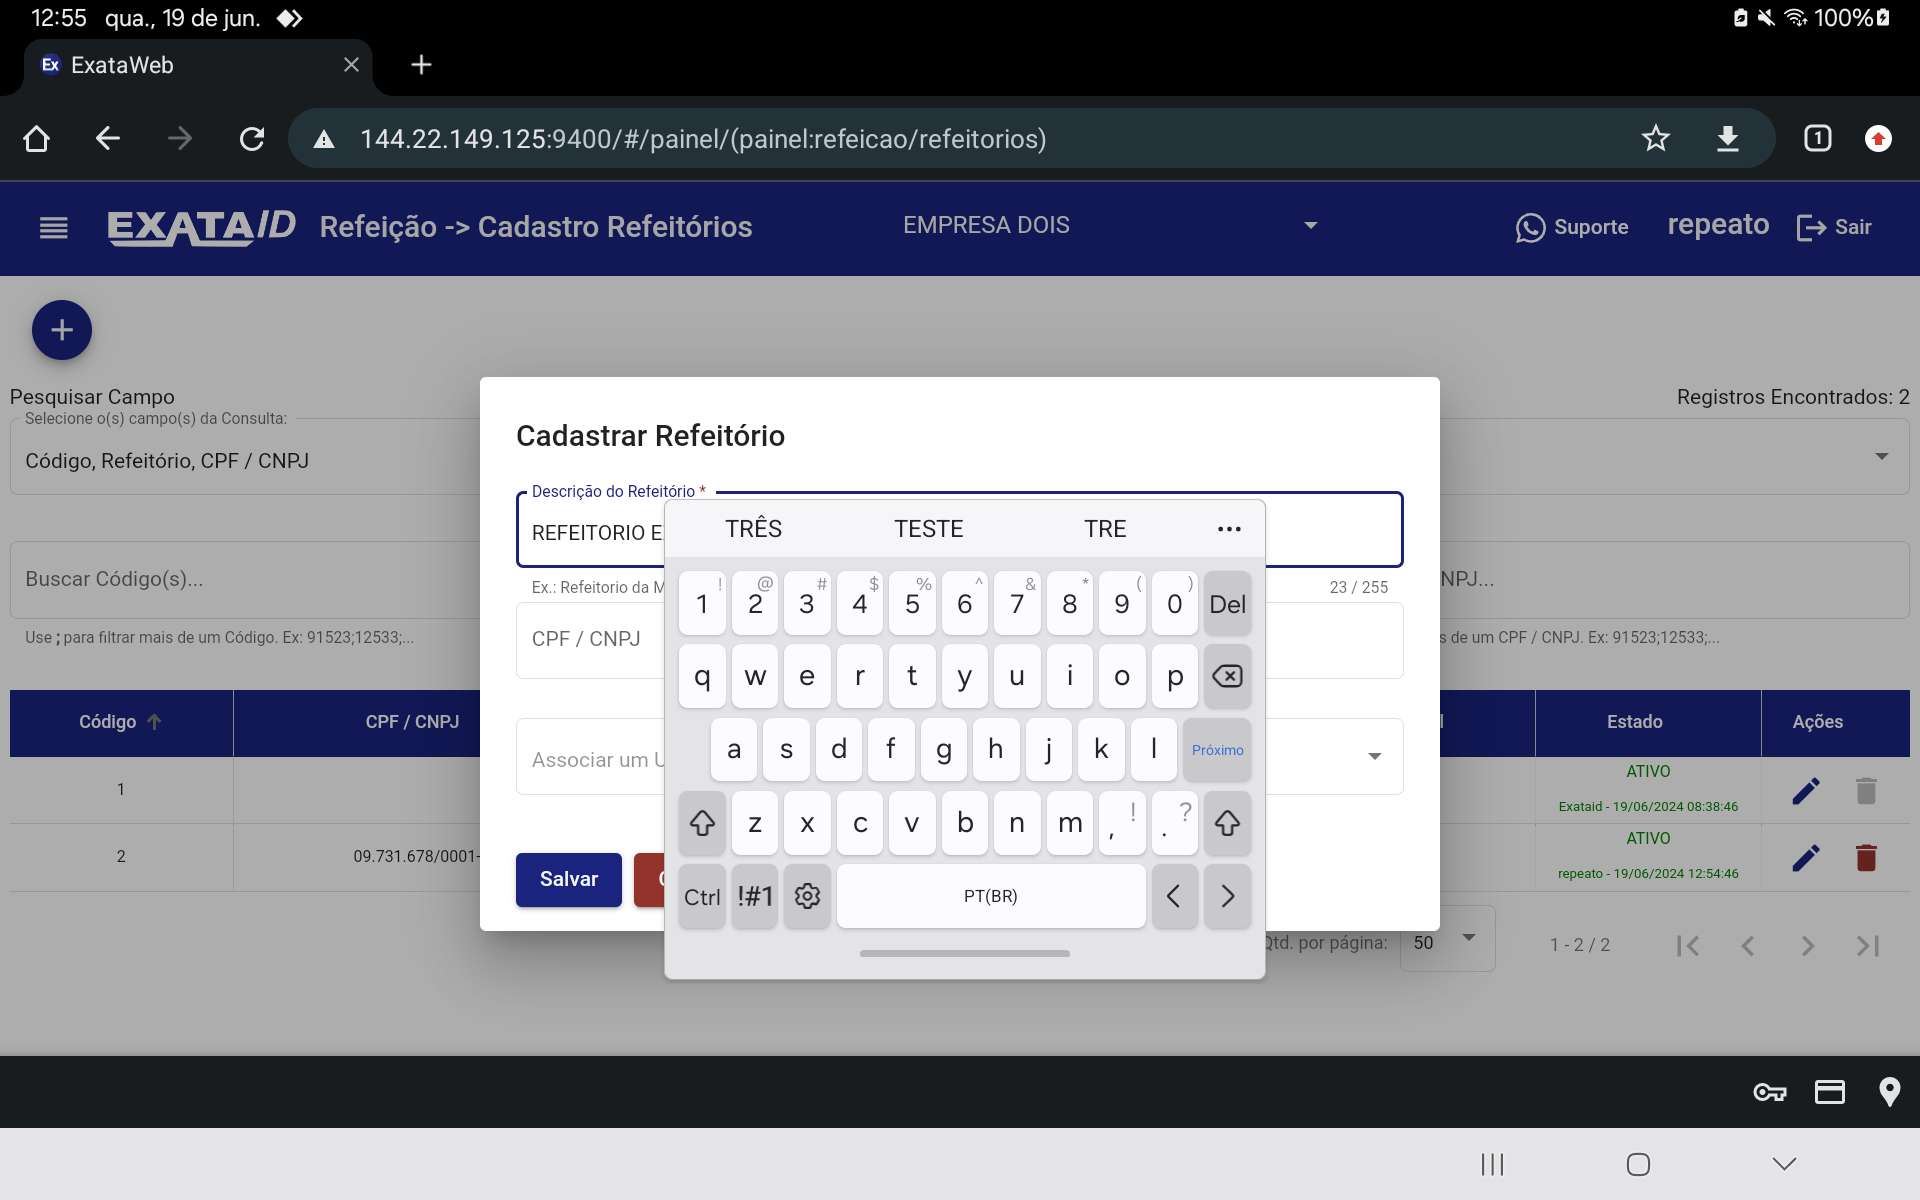 12:55 qua., 19 de jun. 100%
Ex ExataWeb
144.22.149.125:9400/#/painel/(painel:refeicao/refeitorios) 1
EXATAID Refeição -> Cadastro Refeitórios EMPRESA DOIS Suporte repeato Sair
+
Pesquisar Campo Registros Encontrados: 2
Selecione o(s) campo(s) da Consulta:
Código, Refeitório, CPF / CNPJ
Cadastrar Refeitório
Descrição do Refeitório *
REFEITORIO E
Ex.: Refeitorio da M 23 / 255
CPF / CNPJ
Associar um U
Salvar
Buscar Código(s)... NPJ...
Use ; para filtrar mais de um Código. Ex: 91523;12533;... s de um CPF / CNPJ. Ex: 91523;12533;...
Código CPF / CNPJ Estado Ações
1 ATIVO
Exataid - 19/06/2024 08:38:46
2 09.731.678/0001- ATIVO
repeato - 19/06/2024 12:54:46
Qtd. por página: 50 1 - 2 / 2
TRÊS TESTE TRE ...
! @ # $ % ^ & * ( )
1 2 3 4 5 6 7 8 9 0 Del
q w e r t y u i o p
a s d f g h j k l Próximo
z x c v b n m , ! . ?
Ctrl !#1 PT(BR) < >